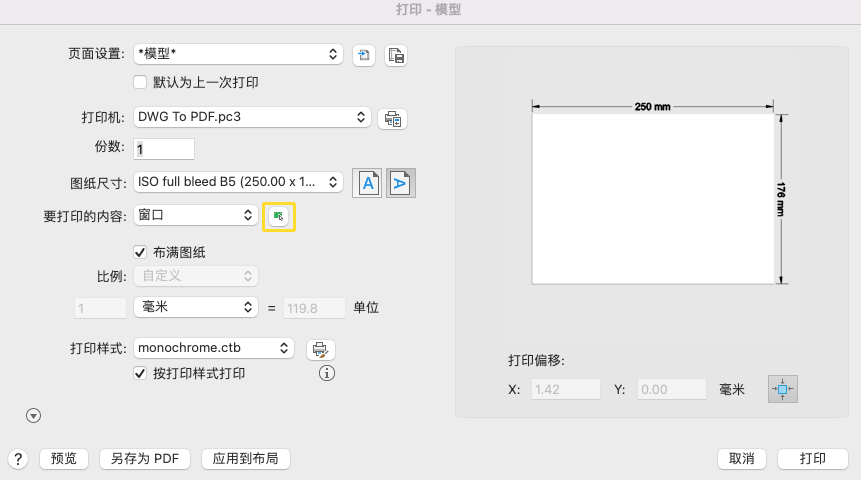 打印 - 模型
页面设置: *模型*
默认为上一次打印
打印机: DWG To PDF.pc3
份数: 1
图纸尺寸: ISO full bleed B5 (250.00 x 1... A A
要打印的内容: 窗口
布满图纸
比例: 自定义
1 毫米 = 119.8 单位
打印样式: monochrome.ctb
按打印样式打印
250 mm
176 mm
打印偏移:
X: 1.42 Y: 0.00 毫米
? 预览 另存为 PDF 应用到布局 取消 打印